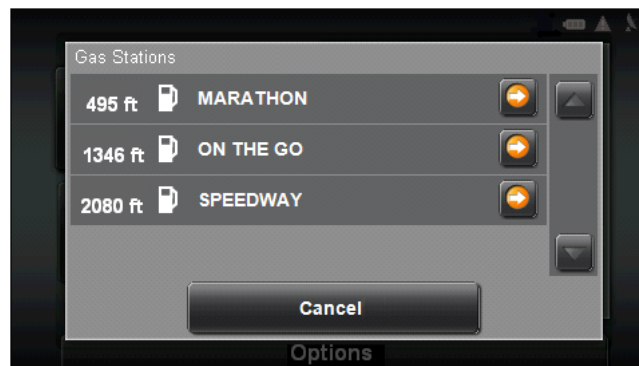 Gas Stations
495 ft MARATHON
1346 ft ON THE GO
2080 ft SPEEDWAY
Cancel
Options